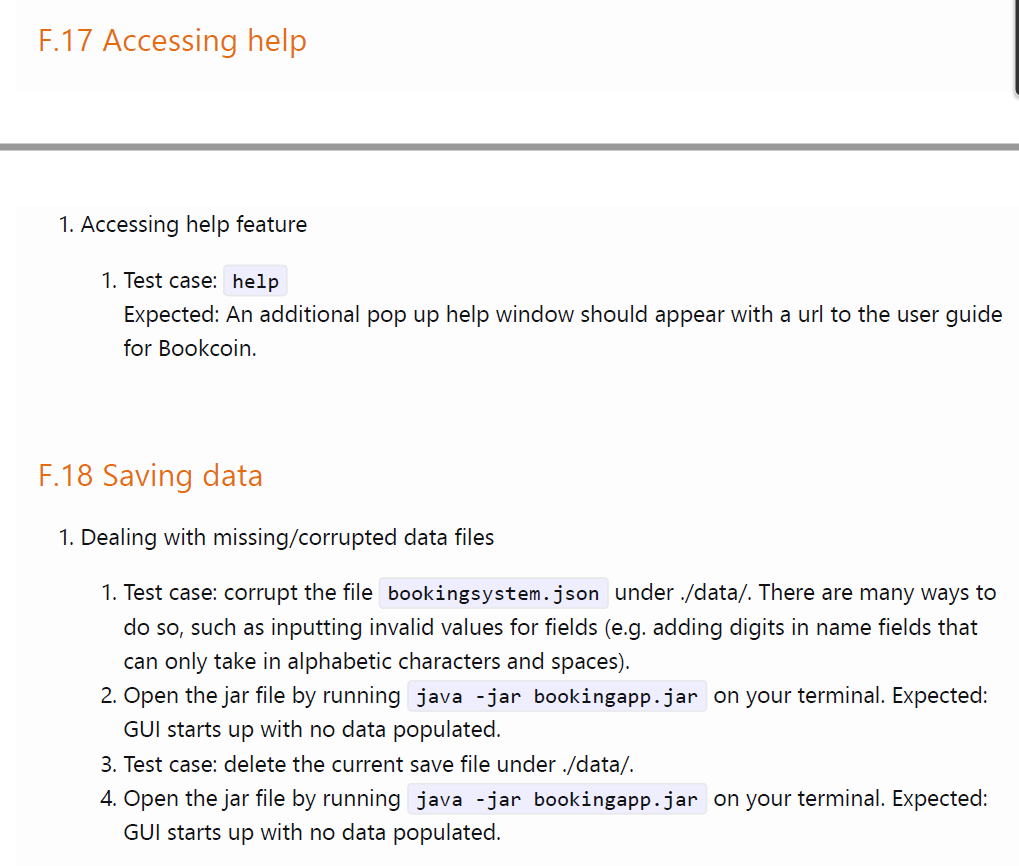 F.17 Accessing help
1. Accessing help feature
1. Test case: help
Expected: An additional pop up help window should appear with a url to the user guide
for Bookcoin.
F.18 Saving data
1. Dealing with missing/corrupted data files
1. Test case: corrupt the file bookingsystem.json under ./data/. There are many ways to
do so, such as inputting invalid values for fields (e.g. adding digits in name fields that
can only take in alphabetic characters and spaces).
2. Open the jar file by running java -jar bookingapp.jar on your terminal. Expected:
GUI starts up with no data populated.
3. Test case: delete the current save file under ./data/.
4. Open the jar file by running java -jar bookingapp.jar on your terminal. Expected:
GUI starts up with no data populated.